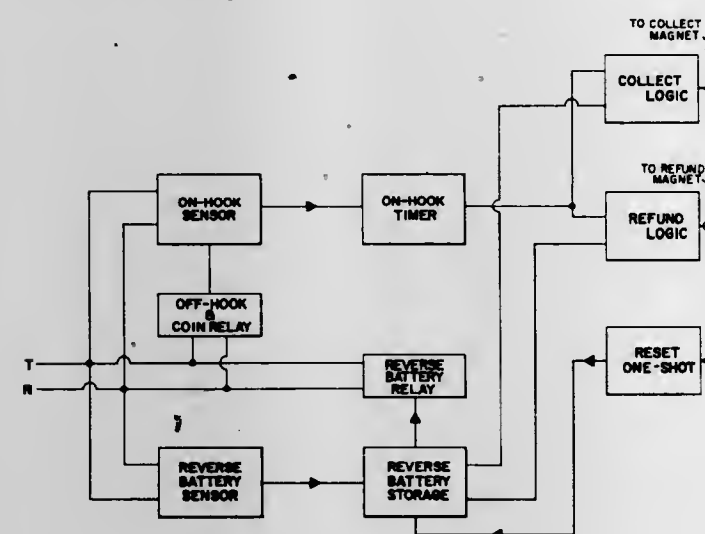 TO COLLECT
MAGNET
COLLECT
LOGIC
TO REFUND
MAGNET
ON-HOOK
SENSOR
ON-HOOK
TIMER
REFUND
LOGIC
OFF-HOOK
&
COIN RELAY
T
R
REVERSE
BATTERY
RELAY
RESET
ONE-SHOT
REVERSE
BATTERY
SENSOR
REVERSE
BATTERY
STORAGE